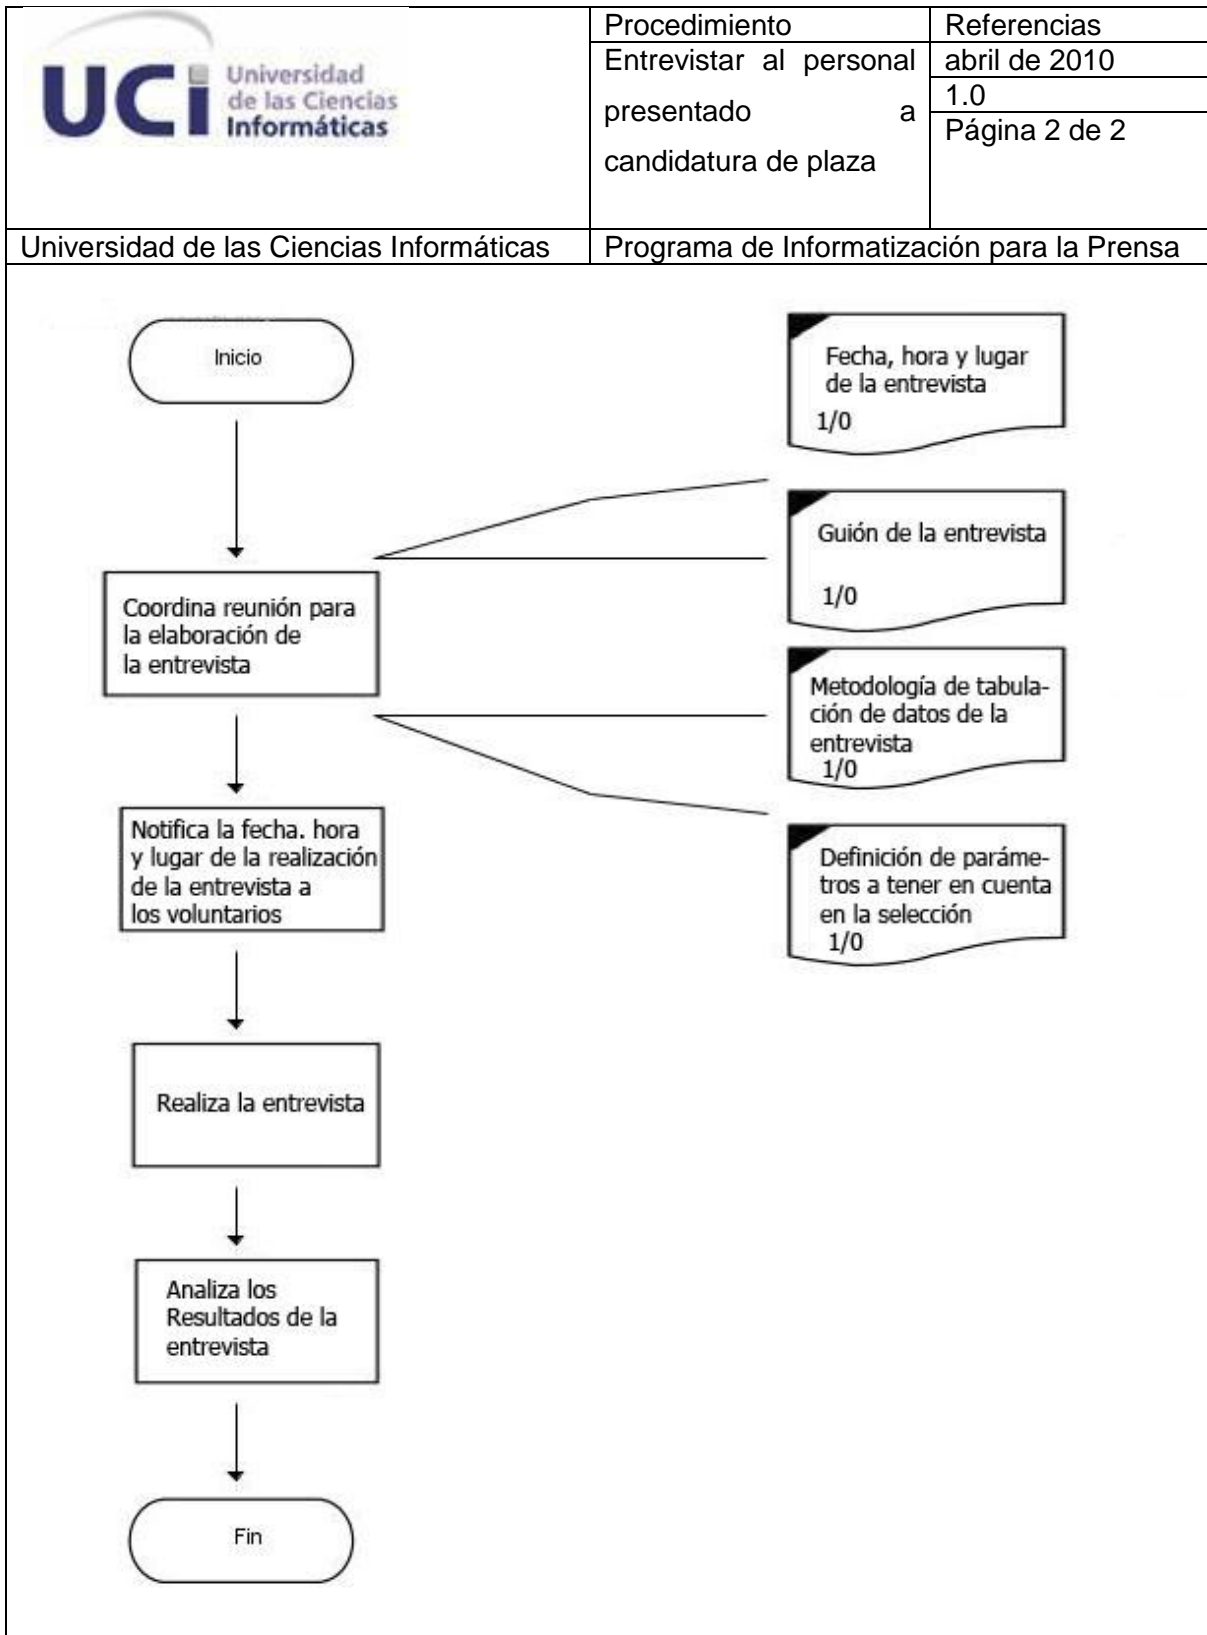 UCi Universidad
de las Ciencias
Informáticas
Procedimiento
Entrevistar al personal
presentado a
candidatura de plaza
Referencias
abril de 2010
1.0
Página 2 de 2
Universidad de las Ciencias Informáticas
Programa de Informatización para la Prensa
Inicio
Coordina reunión para
la elaboración de
la entrevista
Notifica la fecha. hora
y lugar de la realización
de la entrevista a
los voluntarios
Realiza la entrevista
Analiza los
Resultados de la
entrevista
Fin
Fecha, hora y lugar
de la entrevista
1/0
Guión de la entrevista
1/0
Metodología de tabula-
ción de datos de la
entrevista
1/0
Definición de paráme-
tros a tener en cuenta
en la selección
1/0